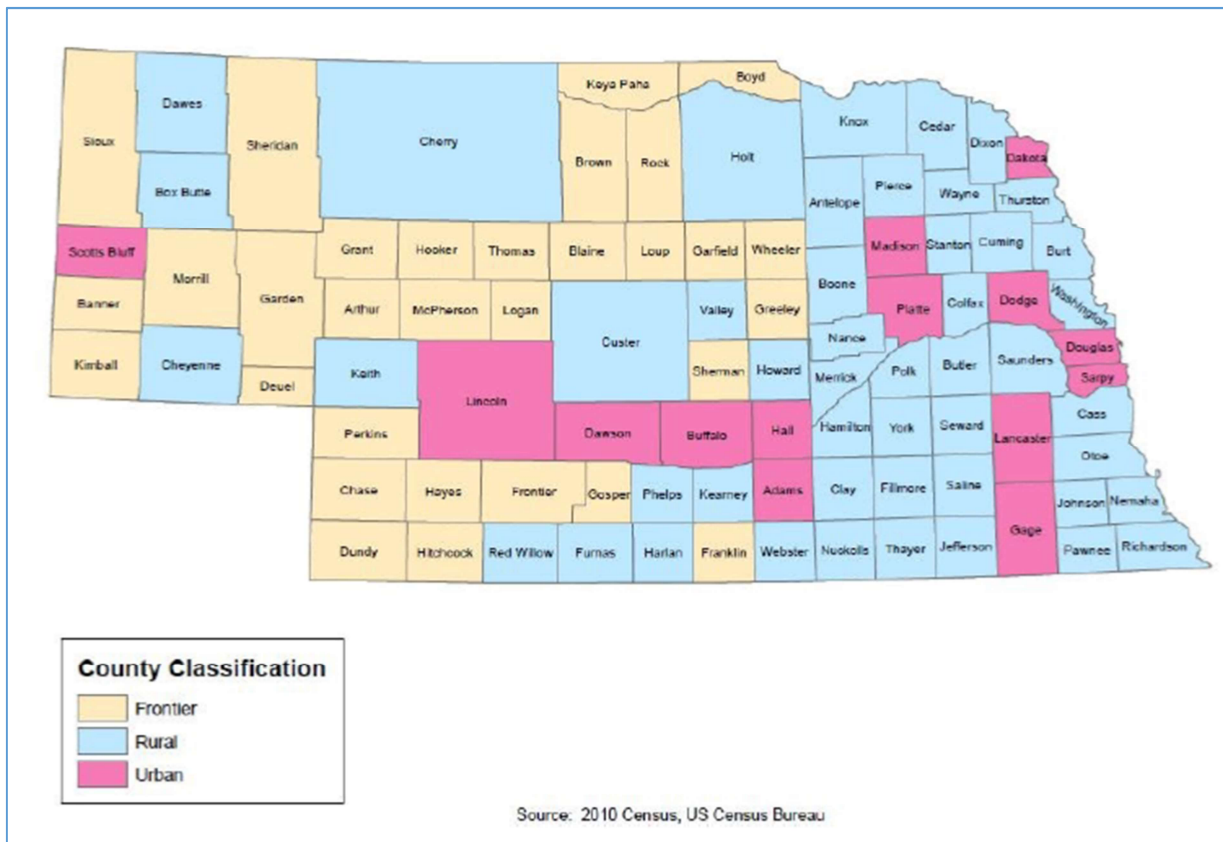 Keya Paha
Boyd
Dawes
Knox
Cedar
Sioux
Sheridan
Cherry
Dixon
Dakota
Brown
Rock
Holt
Box Butte
Pierce
Antelope
Wayne
Thurston
Scotts Bluff
Grant
Hooker
Thomas
Blaine
Loup
Garfield
Wheeler
Madison
Stanton
Cuming
Burt
Morrill
Banner
Garden
Arthur
McPherson
Logan
Valley
Greeley
Boone
Platte
Colfax
Dodge
Washington
Kimball
Cheyenne
Custer
Nance
Douglas
Deuel
Keith
Sherman
Howard
Merrick
Polk
Butler
Saunders
Sarpy
Lincoln
Perkins
Dawson
Buffalo
Hall
Hamilton
York
Seward
Lancaster
Cass
Otoe
Chase
Hayes
Frontier
Gosper
Phelps
Kearney
Adams
Clay
Fillmore
Saline
Johnson
Nemaha
Gage
Dundy
Hitchcock
Red Willow
Furnas
Harlan
Franklin
Webster
Nuckolls
Thayer
Jefferson
Pawnee
Richardson
County Classification
Frontier
Rural
Urban
Source: 2010 Census, US Census Bureau